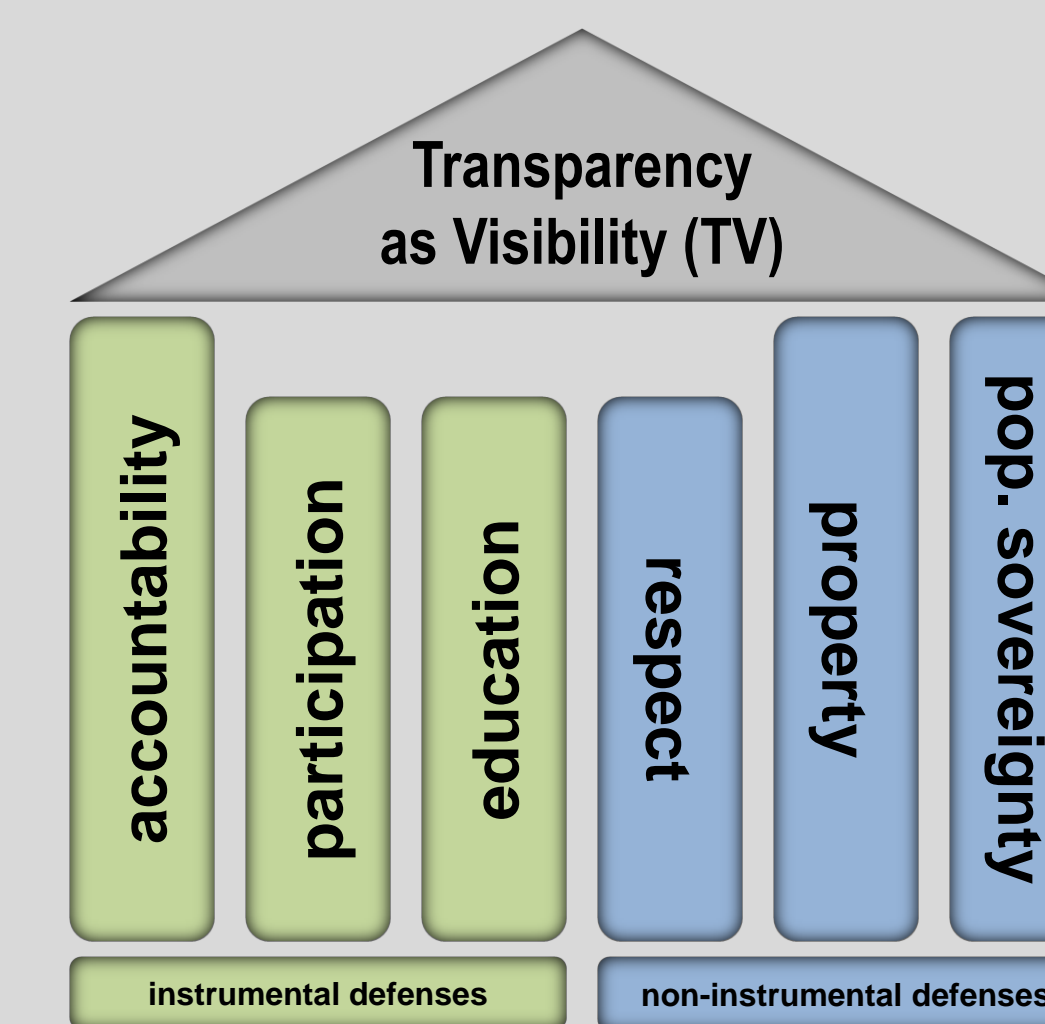 Transparency
as Visibility (TV)
accountability
participation
education
respect
property
pop. sovereignty
instrumental defenses
non-instrumental defenses